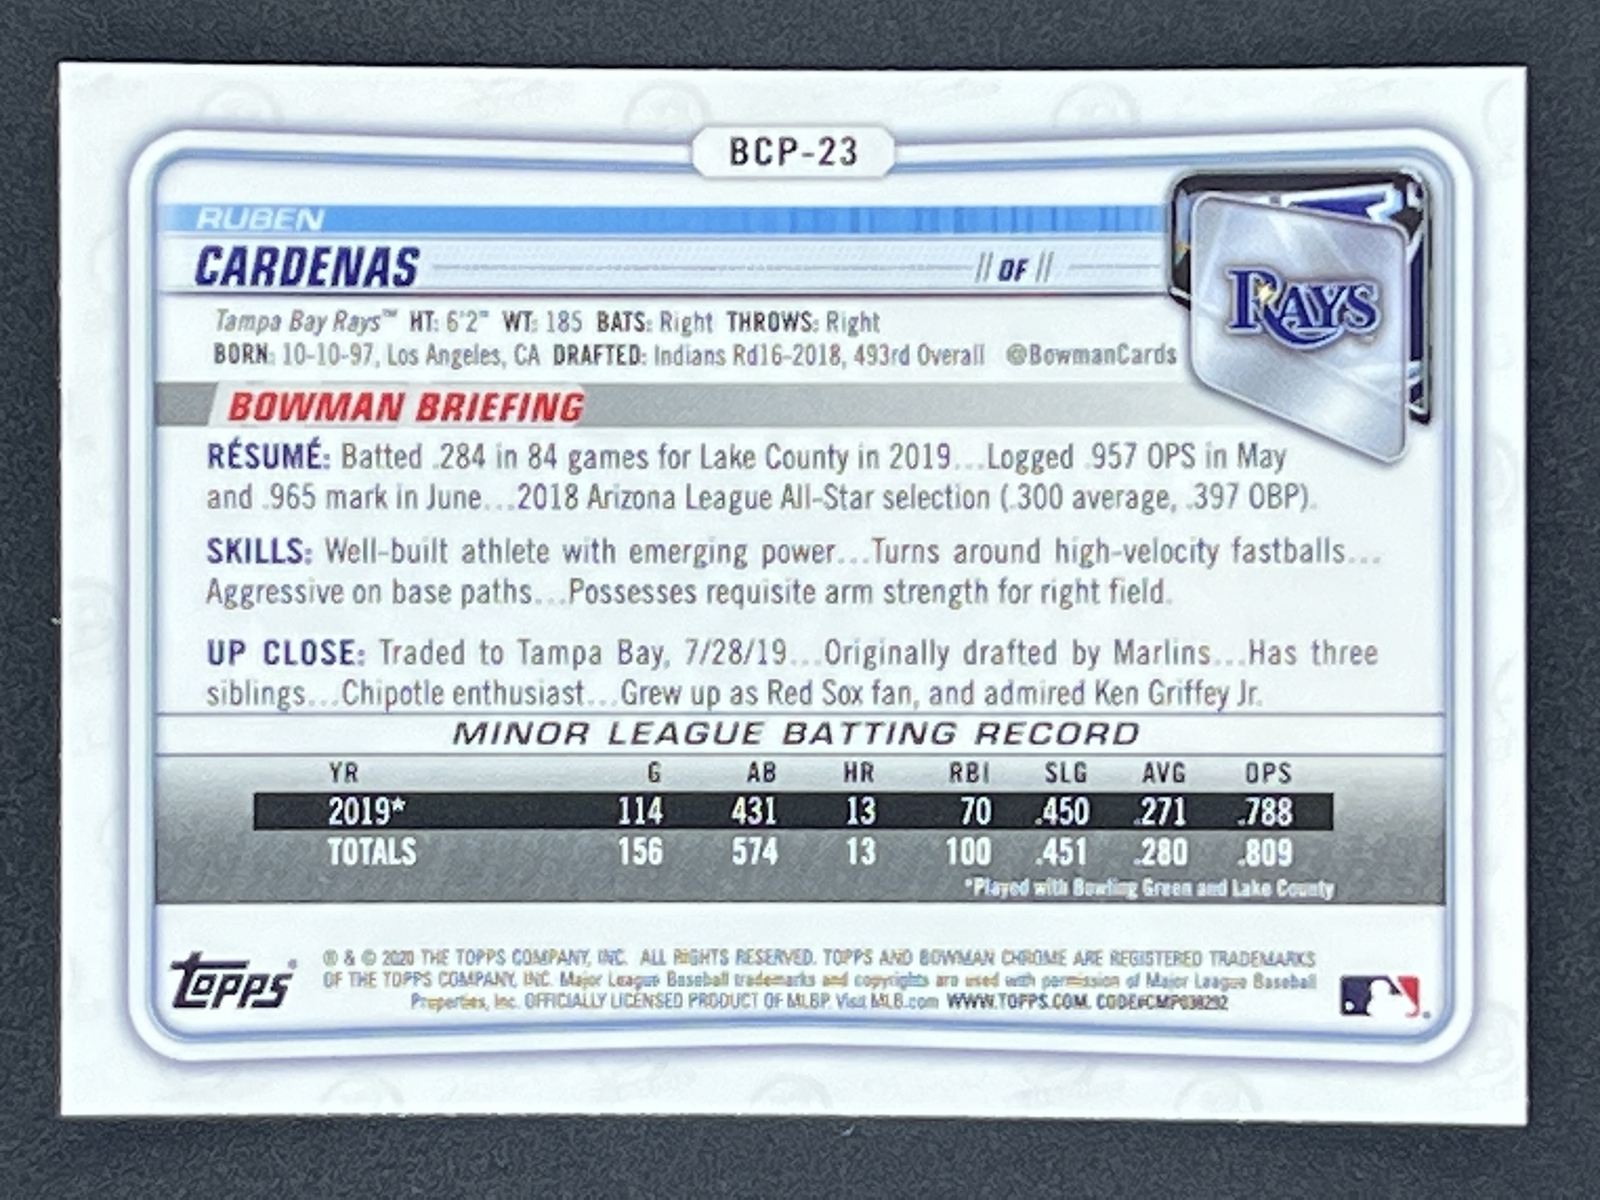 BCP-23
RUBEN
CARDENAS || OF ||
RAYS
Tampa Bay Rays™ HT: 6'2" WT: 185 BATS: Right THROWS: Right
BORN: 10-10-97, Los Angeles, CA DRAFTED: Indians Rd16-2018, 493rd Overall @BowmanCards
BOWMAN BRIEFING
RÉSUMÉ: Batted .284 in 84 games for Lake County in 2019...Logged .957 OPS in May
and .965 mark in June...2018 Arizona League All-Star selection (.300 average, .397 OBP).
SKILLS: Well-built athlete with emerging power...Turns around high-velocity fastballs...
Aggressive on base paths...Possesses requisite arm strength for right field.
UP CLOSE: Traded to Tampa Bay, 7/28/19...Originally drafted by Marlins...Has three
siblings...Chipotle enthusiast...Grew up as Red Sox fan, and admired Ken Griffey Jr.
MINOR LEAGUE BATTING RECORD
YR G AB HR RBI SLG AVG OPS
2019* 114 431 13 70 .450 .271 .788
TOTALS 156 574 13 100 .451 .280 .809
*Played with Bowling Green and Lake County
Topps®
® & © 2020 THE TOPPS COMPANY, INC. ALL RIGHTS RESERVED. TOPPS AND BOWMAN CHROME ARE REGISTERED TRADEMARKS
OF THE TOPPS COMPANY, INC. Major League Baseball trademarks and copyrights are used with permission of Major League Baseball
Properties, Inc. OFFICIALLY LICENSED PRODUCT OF MLBP. Visit MLB.com WWW.TOPPS.COM. CODE#CMP038292